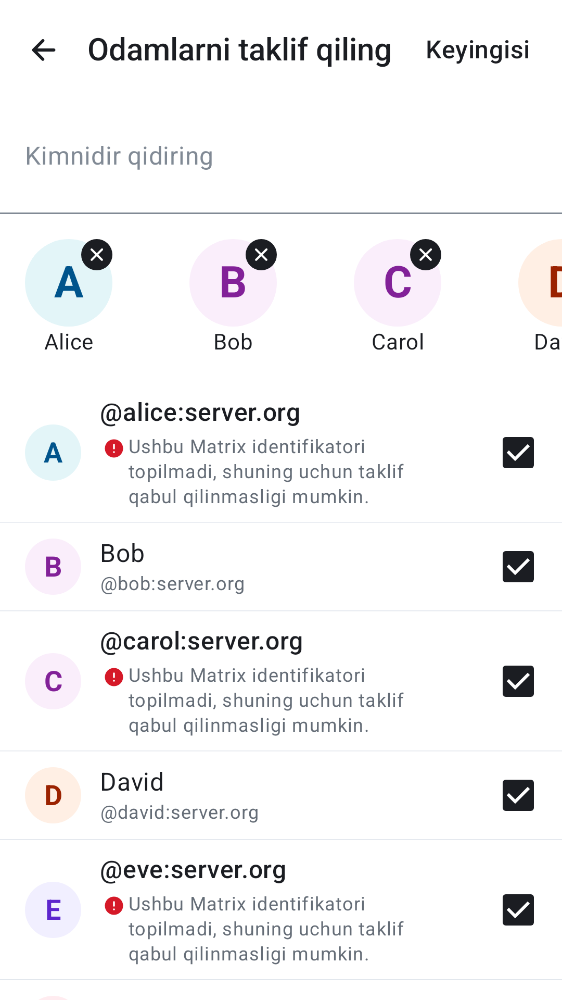 Odamlarni taklif qiling
Keyingisi
Kimnidir qidiring
A
B
C
Alice
Bob
Carol
A
@alice:server.org
Ushbu Matrix identifikatori
topilmadi, shuning uchun taklif
qabul qilinmasligi mumkin.
B
Bob
@bob:server.org
C
@carol:server.org
Ushbu Matrix identifikatori
topilmadi, shuning uchun taklif
qabul qilinmasligi mumkin.
D
David
@david:server.org
E
@eve:server.org
Ushbu Matrix identifikatori
topilmadi, shuning uchun taklif
qabul qilinmasligi mumkin.